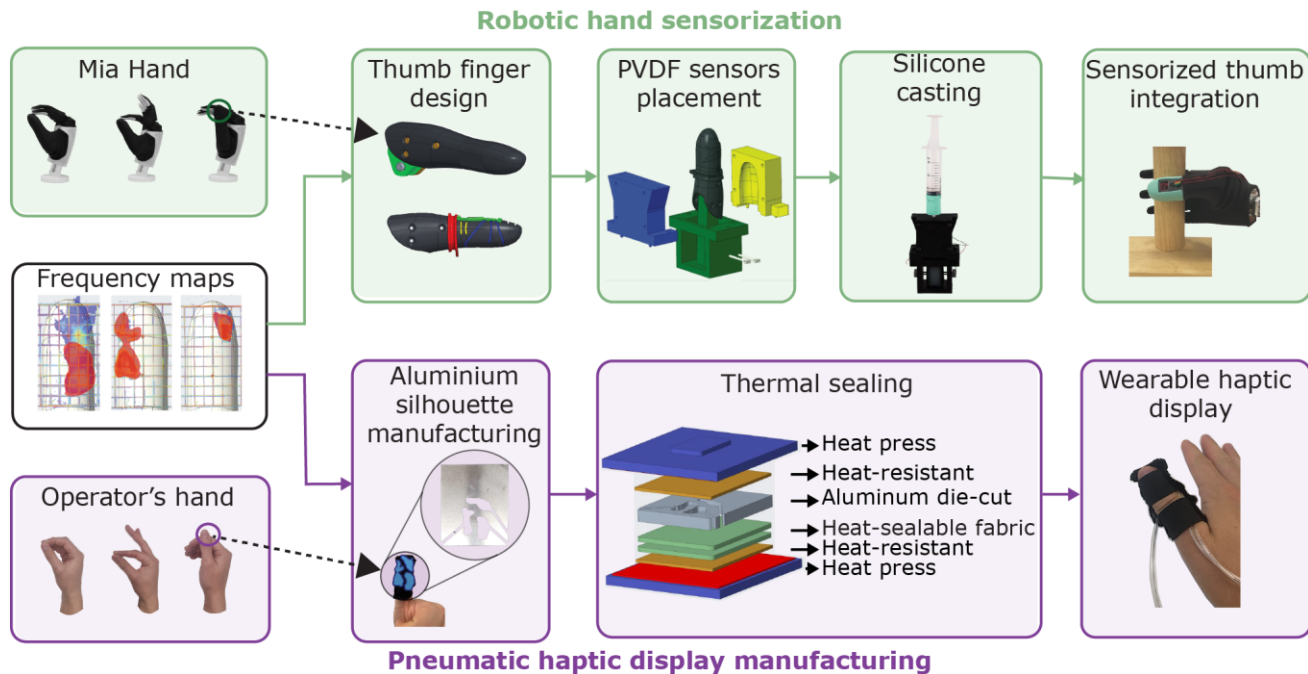 Robotic hand sensorization
Mia Hand
Thumb finger
design
PVDF sensors
placement
Silicone
casting
Sensorized thumb
integration
Frequency maps
Aluminium
silhouette
manufacturing
Thermal sealing
Heat press
Heat-resistant
Aluminum die-cut
Heat-sealable fabric
Heat-resistant
Heat press
Wearable haptic
display
Operator's hand
Pneumatic haptic display manufacturing